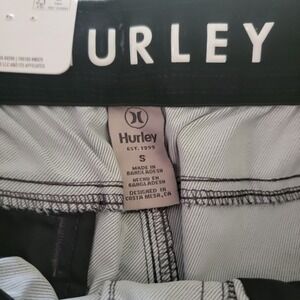 URLEY
Hurley
EST. 1999
S
MADE IN
BANGLADESH
HECHO EN
BANGLADESH
DESIGNED IN
COSTA MESA, CA